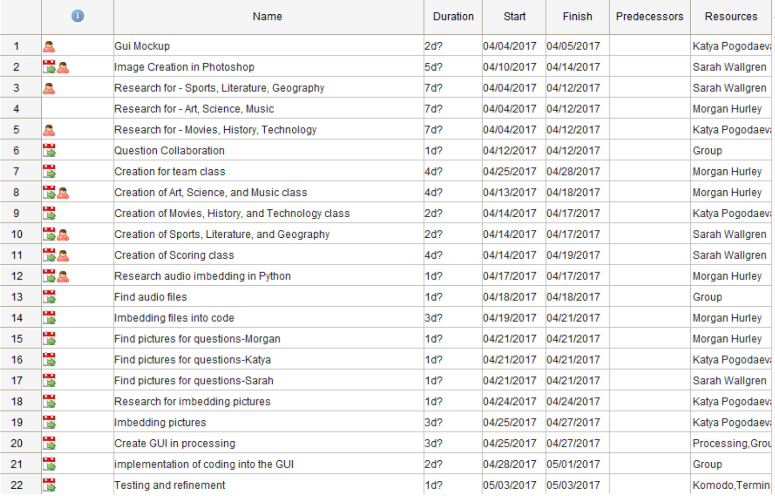 Name Duration Start Finish Predecessors Resources
1 Gui Mockup 2d? 04/04/2017 04/05/2017 Katya Pogodaev
2 Image Creation in Photoshop 5d? 04/10/2017 04/14/2017 Sarah Wallgren
3 Research for - Sports, Literature, Geography 7d? 04/04/2017 04/12/2017 Sarah Wallgren
4 Research for - Art, Science, Music 7d? 04/04/2017 04/12/2017 Morgan Hurley
5 Research for - Movies, History, Technology 7d? 04/04/2017 04/12/2017 Katya Pogodaev
6 Question Collaboration 1d? 04/12/2017 04/12/2017 Group
7 Creation for team class 4d? 04/25/2017 04/28/2017 Morgan Hurley
8 Creation of Art, Science, and Music class 4d? 04/13/2017 04/18/2017 Morgan Hurley
9 Creation of Movies, History, and Technology class 2d? 04/14/2017 04/17/2017 Katya Pogodaev
10 Creation of Sports, Literature, and Geography 2d? 04/14/2017 04/17/2017 Sarah Wallgren
11 Creation of Scoring class 4d? 04/14/2017 04/19/2017 Sarah Wallgren
12 Research audio imbedding in Python 1d? 04/17/2017 04/17/2017 Morgan Hurley
13 Find audio files 1d? 04/18/2017 04/18/2017 Group
14 Imbedding files into code 3d? 04/19/2017 04/21/2017 Morgan Hurley
15 Find pictures for questions-Morgan 1d? 04/21/2017 04/21/2017 Morgan Hurley
16 Find pictures for questions-Katya 1d? 04/21/2017 04/21/2017 Katya Pogodaev
17 Find pictures for questions-Sarah 1d? 04/21/2017 04/21/2017 Sarah Wallgren
18 Research for imbedding pictures 1d? 04/24/2017 04/24/2017 Katya Pogodaev
19 Imbedding pictures 3d? 04/25/2017 04/27/2017 Katya Pogodaev
20 Create GUI in processing 3d? 04/25/2017 04/27/2017 Processing,Grou
21 implementation of coding into the GUI 2d? 04/28/2017 05/01/2017 Group
22 Testing and refinement 1d? 05/03/2017 05/03/2017 Komodo,Termin